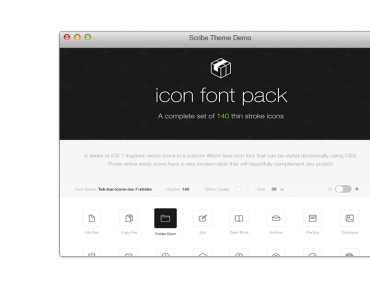 Scribe Theme Demo
icon font pack
A complete set of 140 thin stroke icons
A series of iOS 7 inspired vector icons in a custom @font-face icon font that can be styled dynamically using CSS.
These retina ready icons have a very modern style that will beautifully complement any project.
Font Name: Tab-bar-icons-ios-7-stroke Glyphs: 140 Show Codes: Size: 32
File Doc Copy File Folder Open Edit Open Book Archive File Box Catalogue